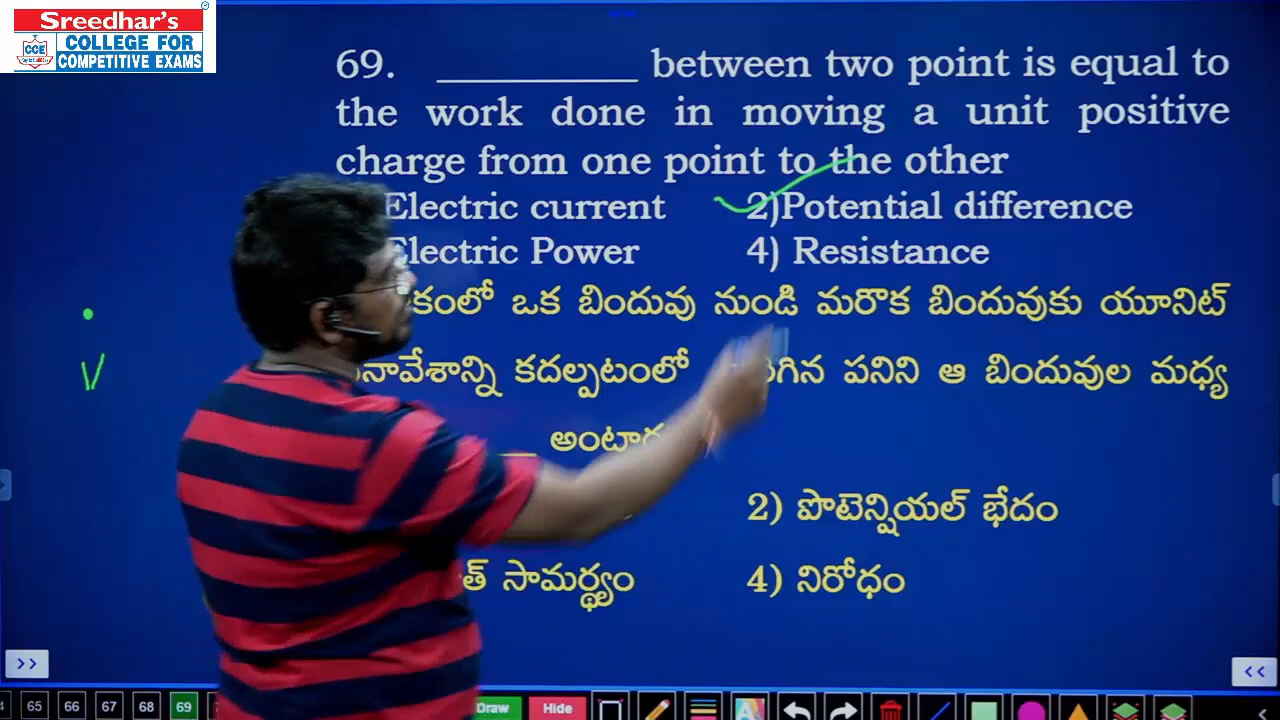 Sreedhar's
CCE
COLLEGE FOR
COMPETITIVE EXAMS
69. __________ between two point is equal to
the work done in moving a unit positive
charge from one point to the other
Electric current 2)Potential difference
Electric Power 4) Resistance
ఒక బిందువు నుండి మరొక బిందువుకు యూనిట్
కదల్పటంలో పనిని ఆ బిందువుల మధ్య
2) పొటెన్షియల్ భేదం
సామర్థ్యం 4) నిరోధం
>> <<
65 66 67 68 69 Draw Hide